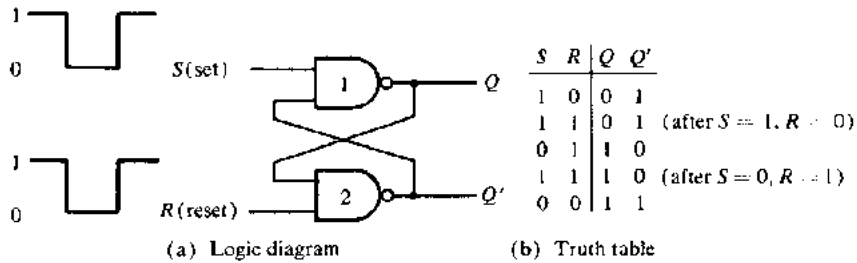 1
0
S(set)
1
Q
1
0
R(reset)
2
Q'
(a) Logic diagram
S R Q Q'
1 0 0 1
1 1 0 1 (after S = 1, R = 0)
0 1 1 0
1 1 1 0 (after S = 0, R = 1)
0 0 1 1
(b) Truth table